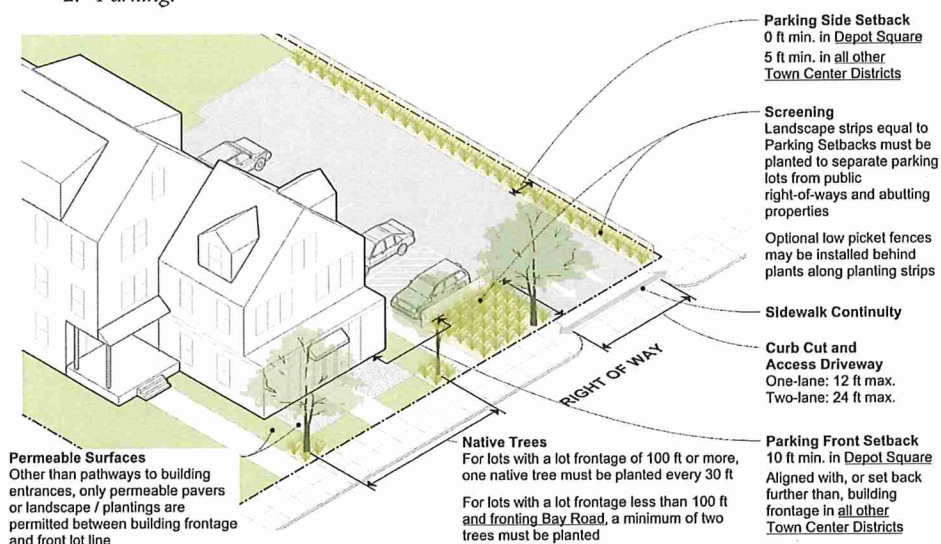 2. Parking:
Parking Side Setback
0 ft min. in Depot Square
5 ft min. in all other
Town Center Districts
Screening
Landscape strips equal to
Parking Setbacks must be
planted to separate parking
lots from public
right-of-ways and abutting
properties
Optional low picket fences
may be installed behind
plants along planting strips
Sidewalk Continuity
Curb Cut and
Access Driveway
One-lane: 12 ft max.
Two-lane: 24 ft max.
RIGHT OF WAY
Parking Front Setback
10 ft min. in Depot Square
Aligned with, or set back
further than, building
frontage in all other
Town Center Districts
Native Trees
For lots with a lot frontage of 100 ft or more,
one native tree must be planted every 30 ft
For lots with a lot frontage less than 100 ft
and fronting Bay Road, a minimum of two
trees must be planted
Permeable Surfaces
Other than pathways to building
entrances, only permeable pavers
or landscape / plantings are
permitted between building frontage
and front lot line